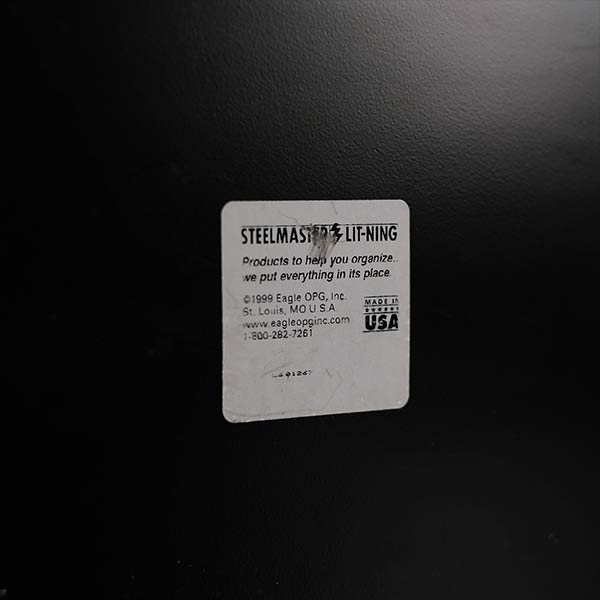 STEELMASTER LIT-NING
Products to help you organize..
we put everything in its place.
©1999 Eagle OPG, Inc.
St. Louis, MO U.S.A
www.eagleopginc.com
1-800-282-7261
MADE IN
USA